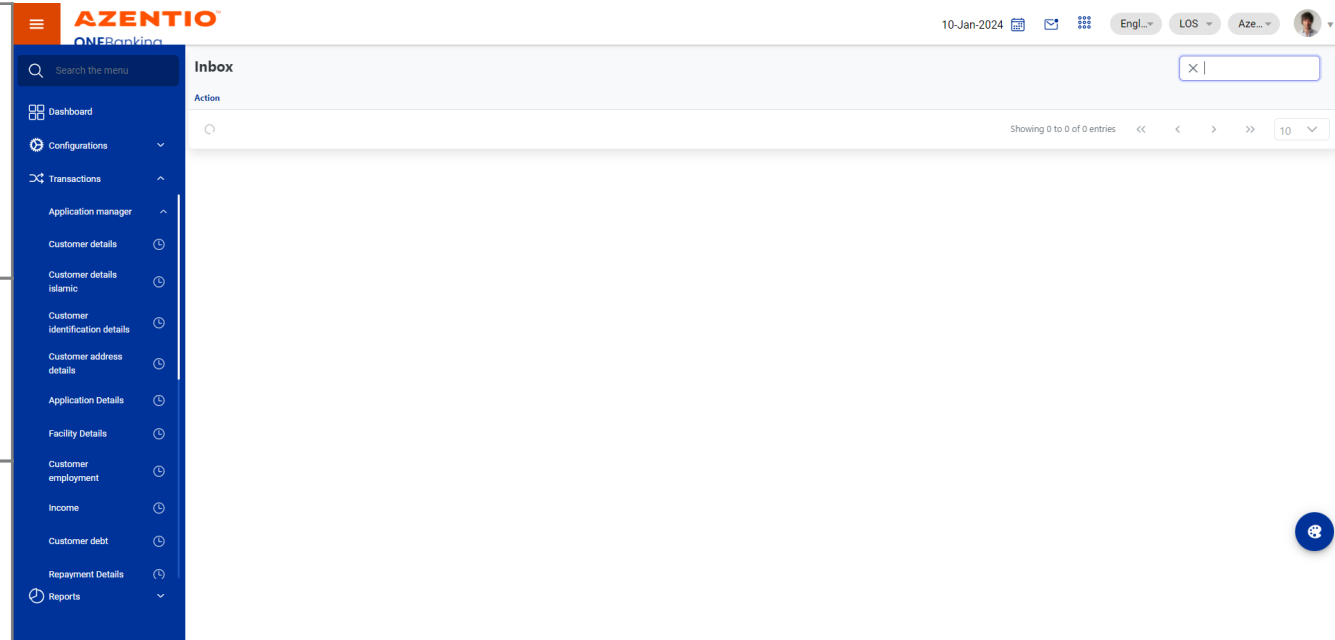 AZENTIO™
ONEBanking
10-Jan-2024
Engl...
LOS
Aze...
Search the menu
Inbox
Action
Dashboard
Showing 0 to 0 of 0 entries
10
Configurations
Transactions
Application manager
Customer details
Customer details
islamic
Customer
identification details
Customer address
details
Application Details
Facility Details
Customer
employment
Income
Customer debt
Repayment Details
Reports